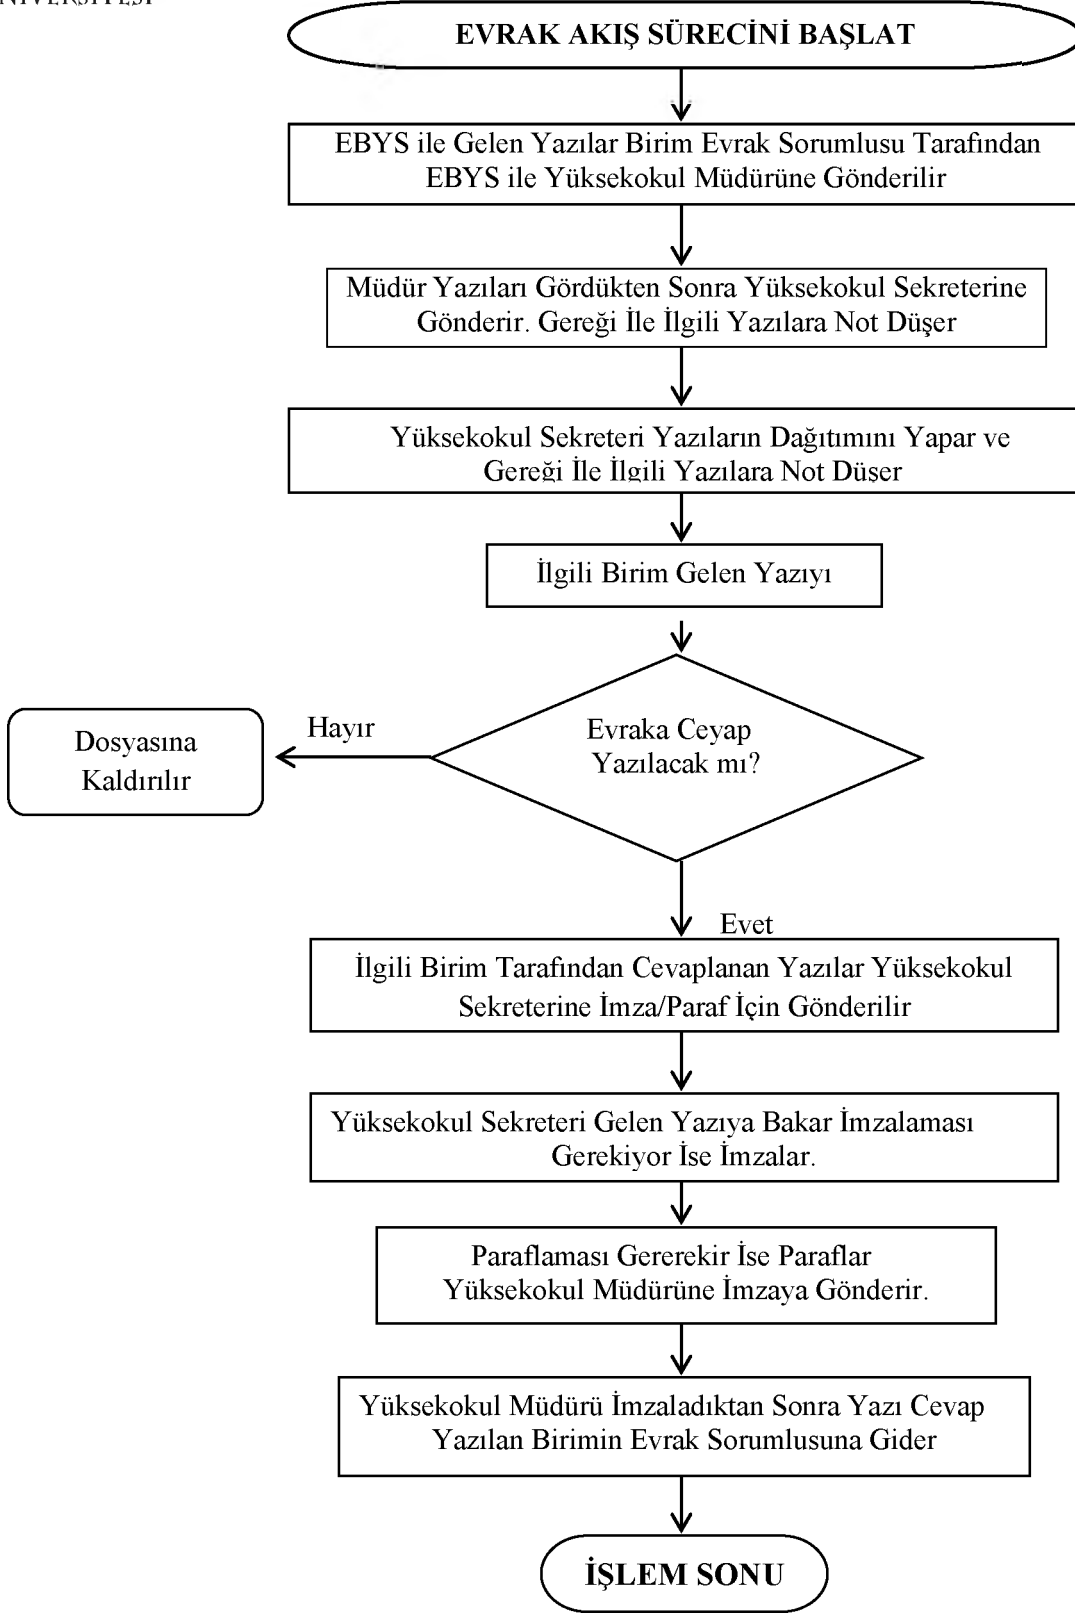 EVRAK AKIŞ SÜRECİNİ BAŞLAT
EBYS ile Gelen Yazılar Birim Evrak Sorumlusu Tarafından
EBYS ile Yüksekokul Müdürüne Gönderilir
Müdür Yazıları Gördükten Sonra Yüksekokul Sekreterine
Gönderir. Gereği İle İlgili Yazılara Not Düşer
Yüksekokul Sekreteri Yazıların Dağıtımını Yapar ve
Gereği İle İlgili Yazılara Not Düşer
İlgili Birim Gelen Yazıyı
Evraka Ceyap
Yazılacak mı?
Hayır
Dosyasına
Kaldırılır
Evet
İlgili Birim Tarafından Cevaplanan Yazılar Yüksekokul
Sekreterine İmza/Paraf İçin Gönderilir
Yüksekokul Sekreteri Gelen Yazıya Bakar İmzalaması
Gerekiyor İse İmzalar.
Paraflaması Gererekir İse Paraflar
Yüksekokul Müdürüne İmzaya Gönderir.
Yüksekokul Müdürü İmzaladıktan Sonra Yazı Cevap
Yazılan Birimin Evrak Sorumlusuna Gider
İŞLEM SONU